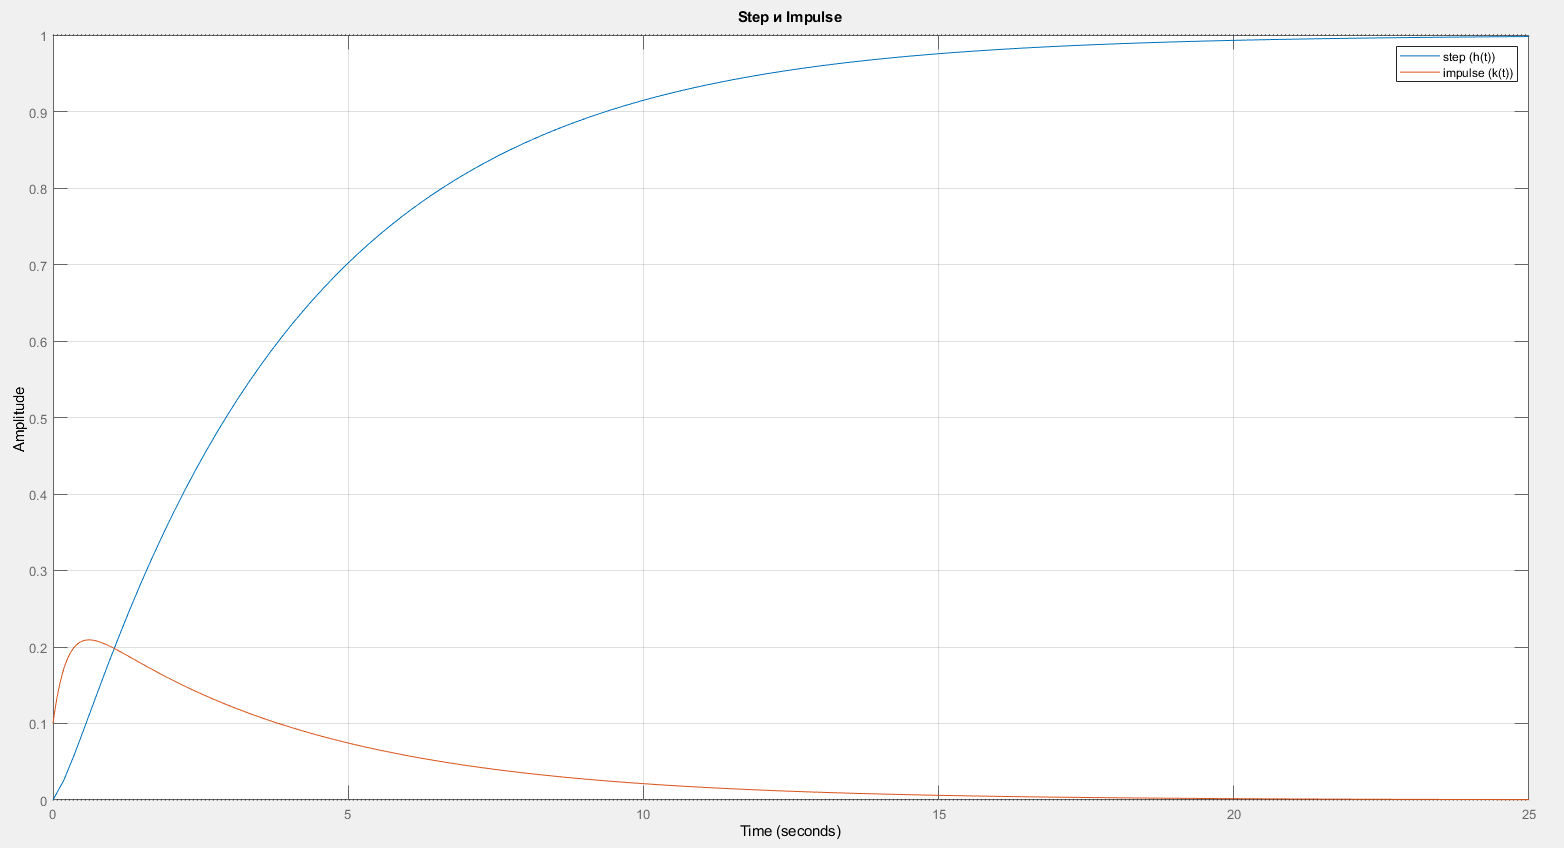 Step и Impulse
step (h(t))
impulse (k(t))
Amplitude
1
0.9
0.8
0.7
0.6
0.5
0.4
0.3
0.2
0.1
0
0 5 10 15 20 25
Time (seconds)